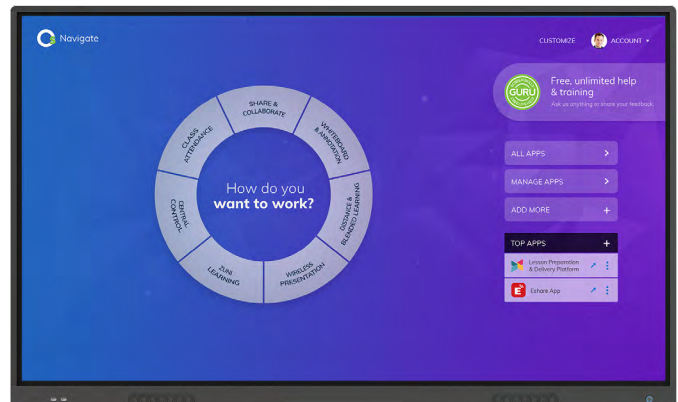 Navigate
CUSTOMIZE
ACCOUNT
GURU
Free, unlimited help
& training
Ask us anything or share your feedback.
SHARE &
COLLABORATE
WHITEBOARD
& ANNOTATION
DISTANCE &
BLENDED LEARNING
WIRELESS
PRESENTATION
ZUNI
LEARNING
CENTRAL
CONTROL
CLASS
ATTENDANCE
How do you
want to work?
ALL APPS
MANAGE APPS
ADD MORE +
TOP APPS +
Lesson Preparation
& Delivery Platform
Eshare App